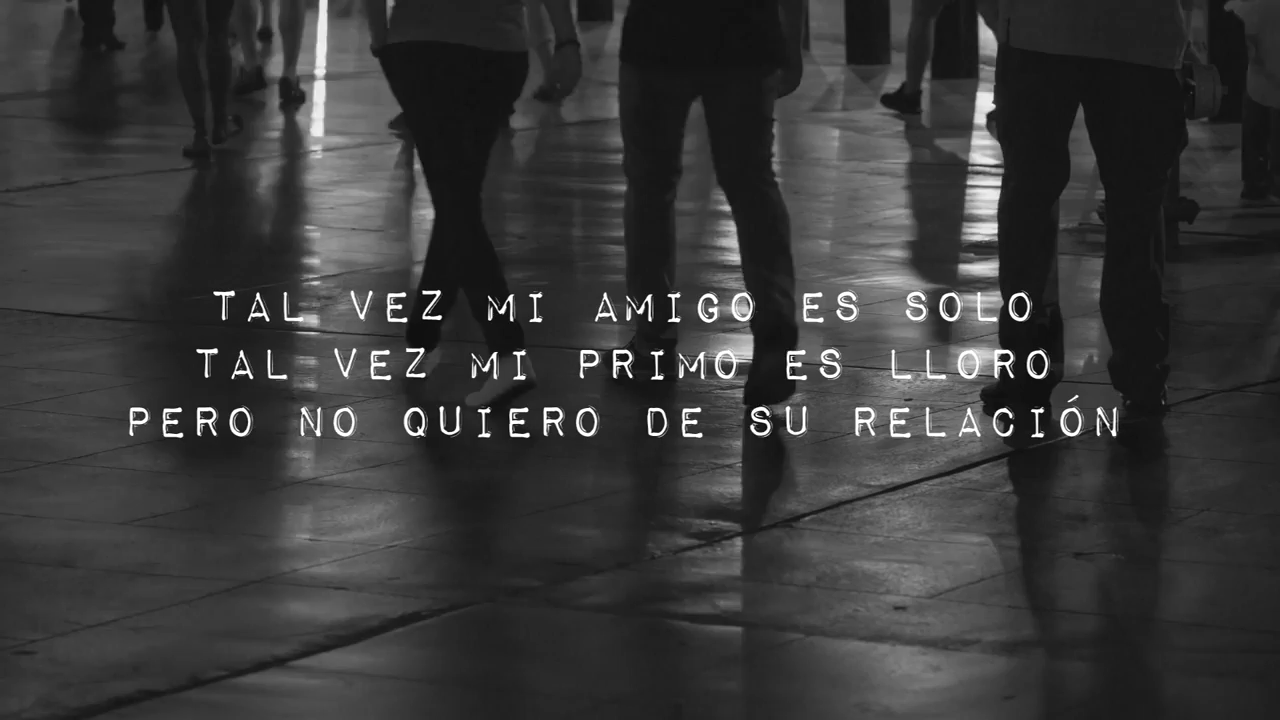 TAL VEZ MI AMIGO ES SOLO
TAL VEZ MI PRIMO ES LLORO
PERO NO QUIERO DE SU RELACIÓN